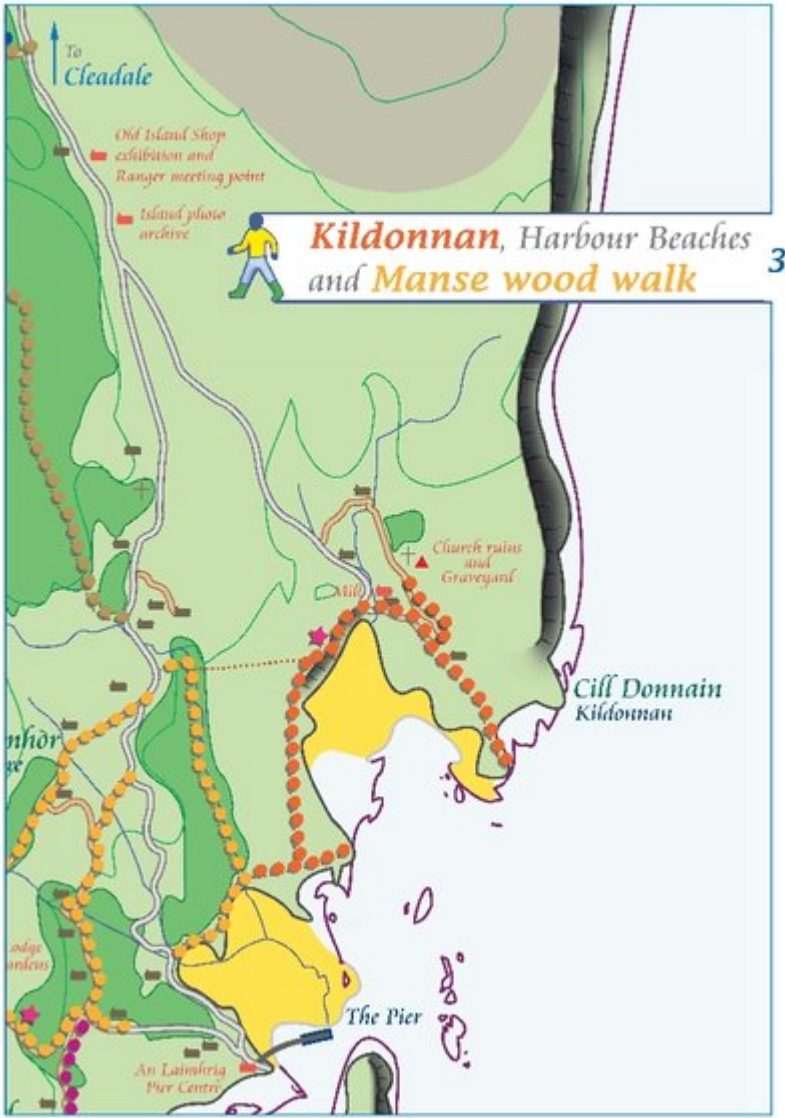 To
Cleadale
Old Island Shop
exhibition and
Ranger meeting point
Island photo
archive
Kildonnan, Harbour Beaches
and Manse wood walk
3
Church ruins
and
Graveyard
Mill
Cill Donnain
Kildonnan
mhòr
The Pier
An Laimhrig
Pier Centre